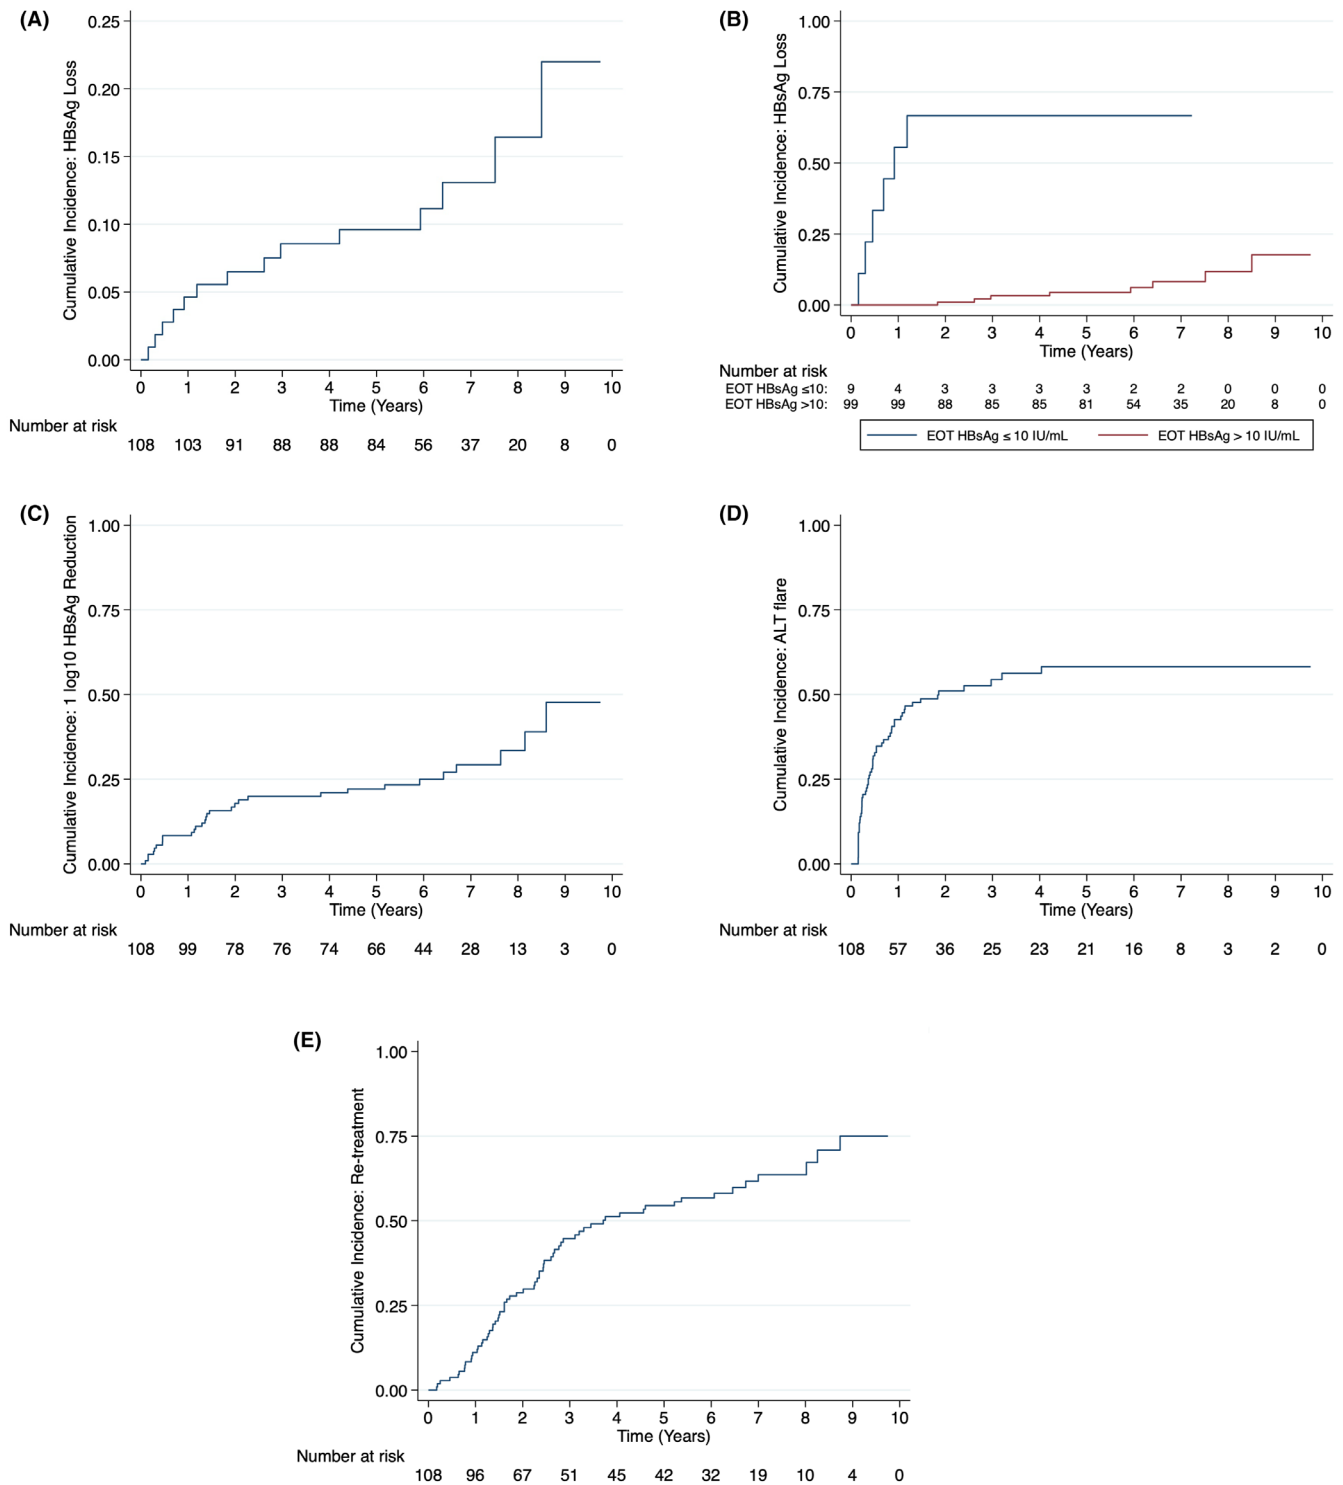 (A)
Cumulative Incidence: HBsAg Loss
0.25
0.20
0.15
0.10
0.05
0.00
0 1 2 3 4 5 6 7 8 9 10
Time (Years)
Number at risk
108 103 91 88 88 84 56 37 20 8 0
(B)
Cumulative Incidence: HBsAg Loss
1.00
0.75
0.50
0.25
0.00
0 1 2 3 4 5 6 7 8 9 10
Time (Years)
Number at risk
EOT HBsAg ≤10: 9 4 3 3 3 3 2 2 0 0 0
EOT HBsAg >10: 99 99 88 85 85 81 54 35 20 8 0
EOT HBsAg ≤ 10 IU/mL EOT HBsAg > 10 IU/mL
(C)
Cumulative Incidence: 1 log10 HBsAg Reduction
1.00
0.75
0.50
0.25
0.00
0 1 2 3 4 5 6 7 8 9 10
Time (Years)
Number at risk
108 99 78 76 74 66 44 28 13 3 0
(D)
Cumulative Incidence: ALT flare
1.00
0.75
0.50
0.25
0.00
0 1 2 3 4 5 6 7 8 9 10
Time (Years)
Number at risk
108 57 36 25 23 21 16 8 3 2 0
(E)
Cumulative Incidence: Re-treatment
1.00
0.75
0.50
0.25
0.00
0 1 2 3 4 5 6 7 8 9 10
Time (Years)
Number at risk
108 96 67 51 45 42 32 19 10 4 0